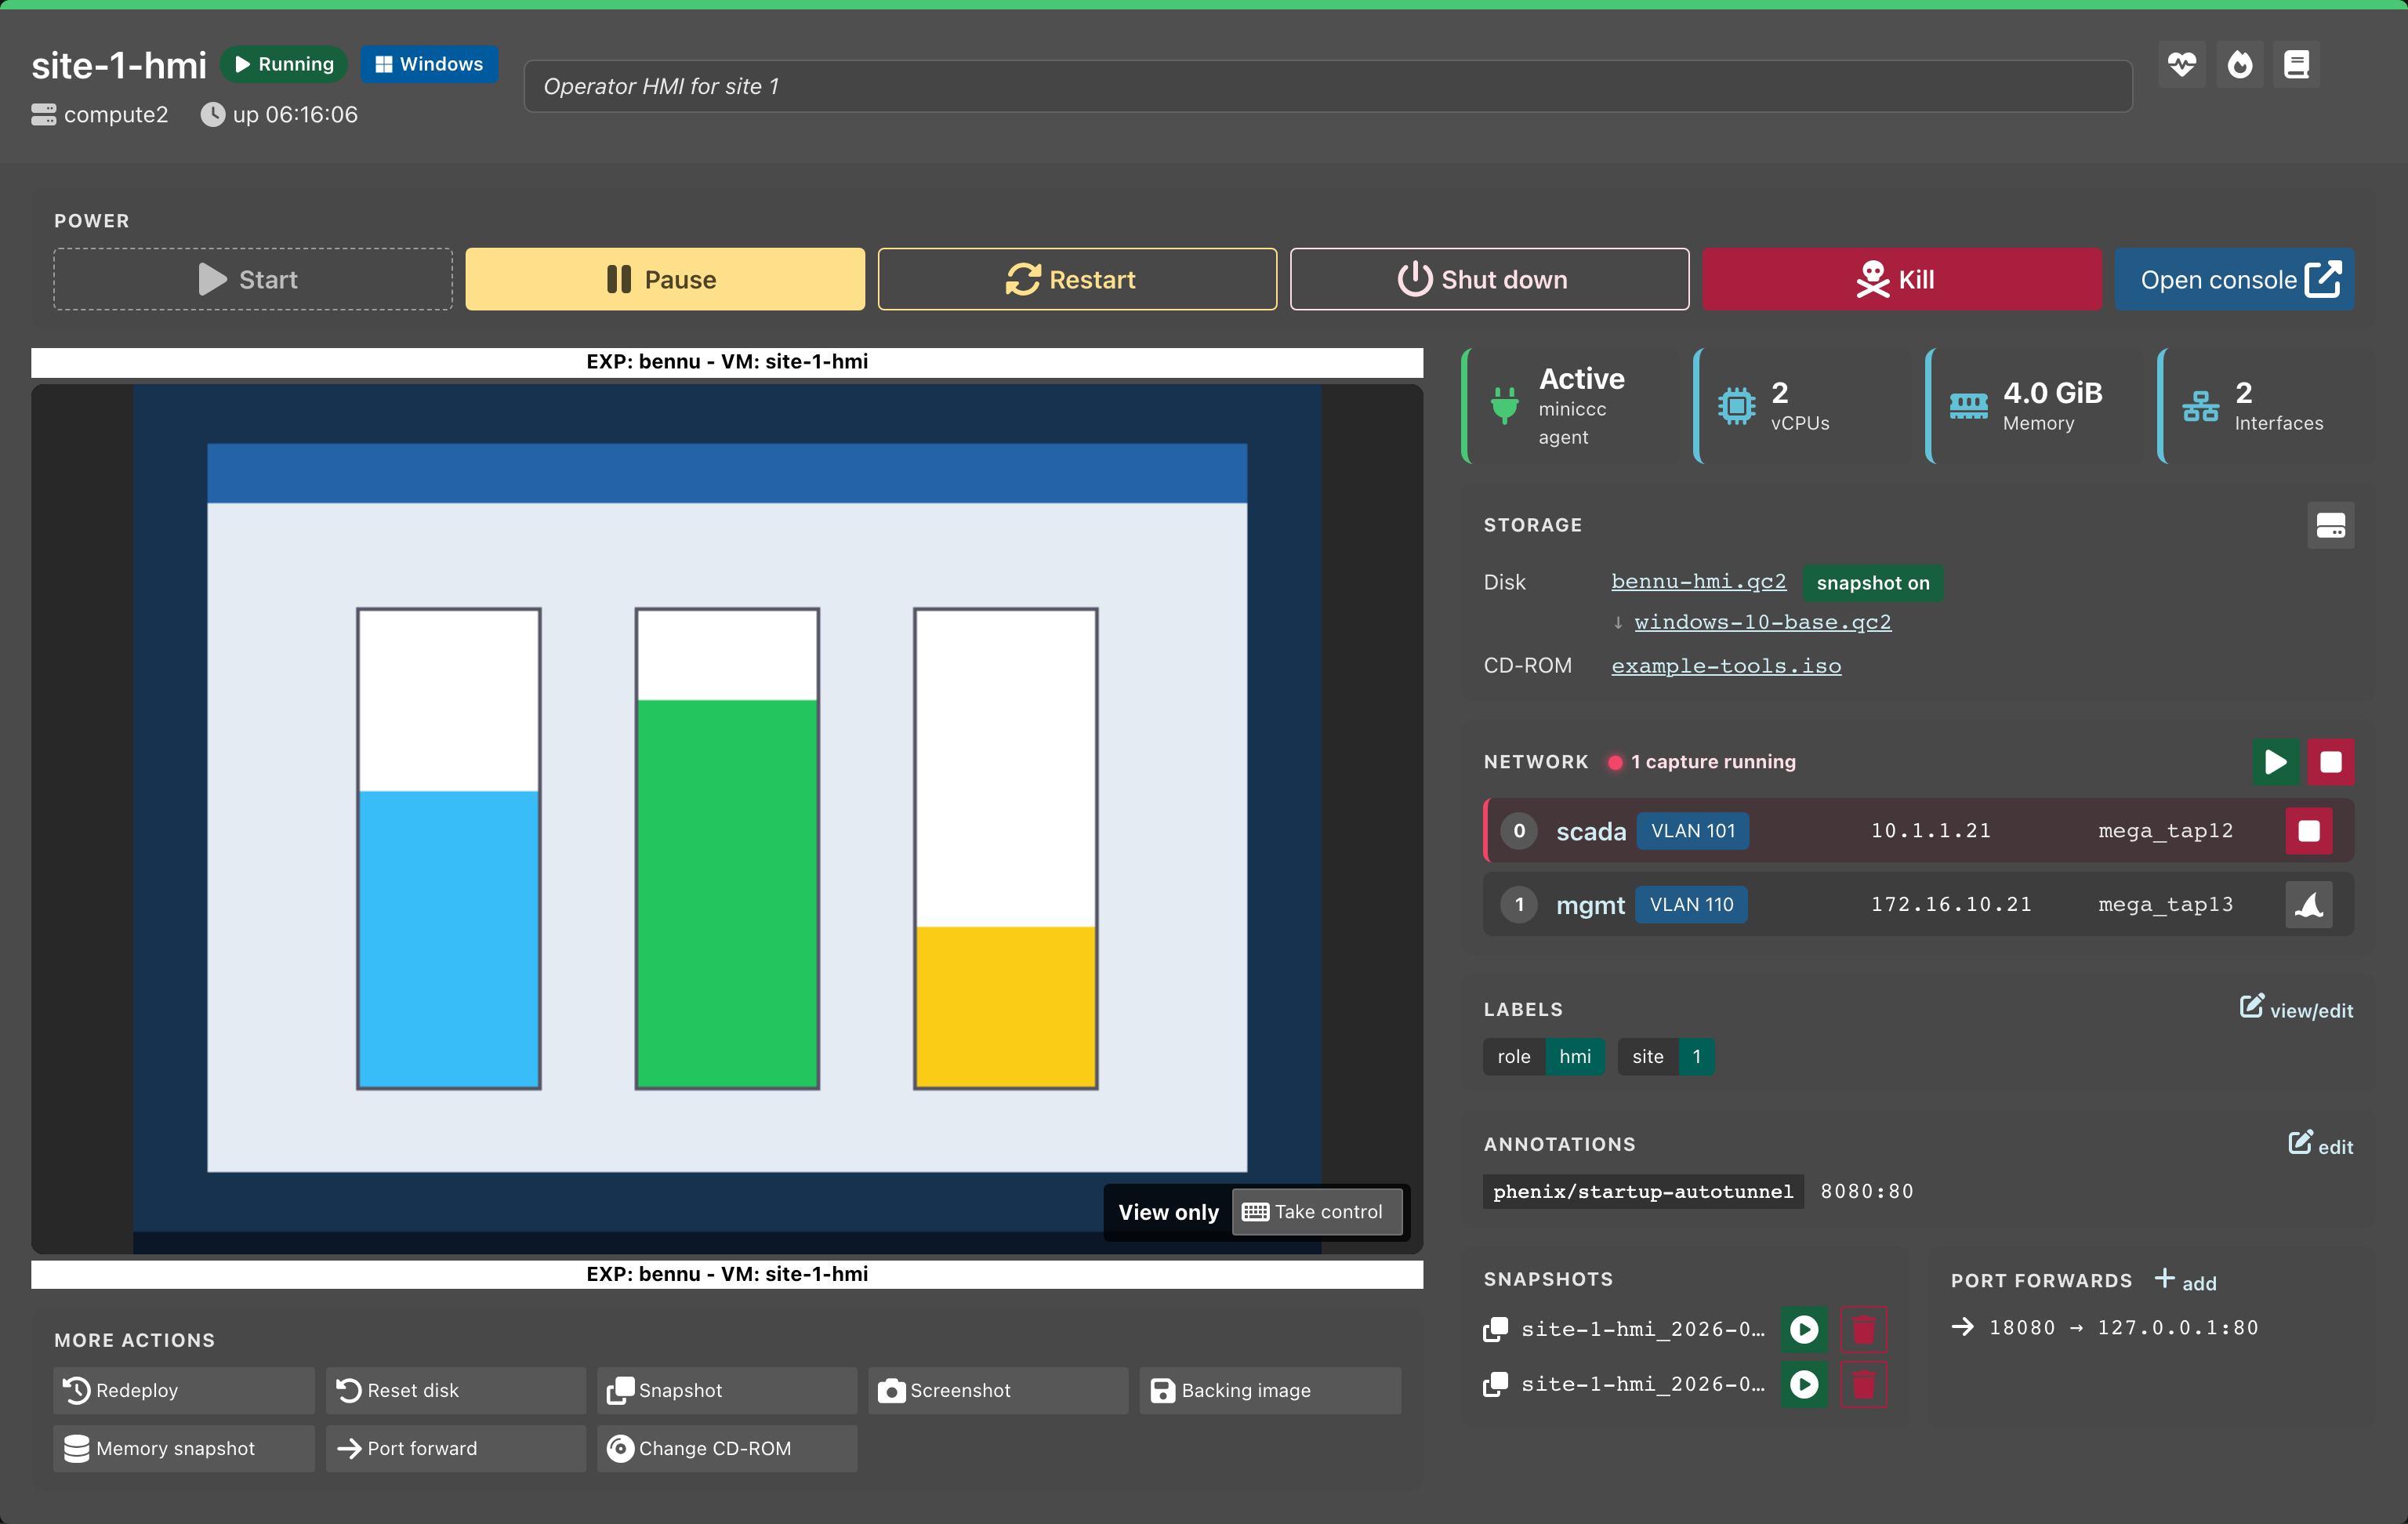 site-1-hmi Running Windows
compute2 up 06:16:06
Operator HMI for site 1
POWER
Start Pause Restart Shut down Kill Open console
EXP: bennu - VM: site-1-hmi
View only Take control
EXP: bennu - VM: site-1-hmi
MORE ACTIONS
Redeploy Reset disk Snapshot Screenshot Backing image
Memory snapshot Port forward Change CD-ROM
Active
miniccc
agent
2
vCPUs
4.0 GiB
Memory
2
Interfaces
STORAGE
Disk bennu-hmi.qc2 snapshot on
↓ windows-10-base.qc2
CD-ROM example-tools.iso
NETWORK 1 capture running
0 scada VLAN 101 10.1.1.21 mega_tap12
1 mgmt VLAN 110 172.16.10.21 mega_tap13
LABELS view/edit
role hmi site 1
ANNOTATIONS edit
phenix/startup-autotunnel 8080:80
SNAPSHOTS
site-1-hmi_2026-0…
site-1-hmi_2026-0…
PORT FORWARDS add
18080 → 127.0.0.1:80